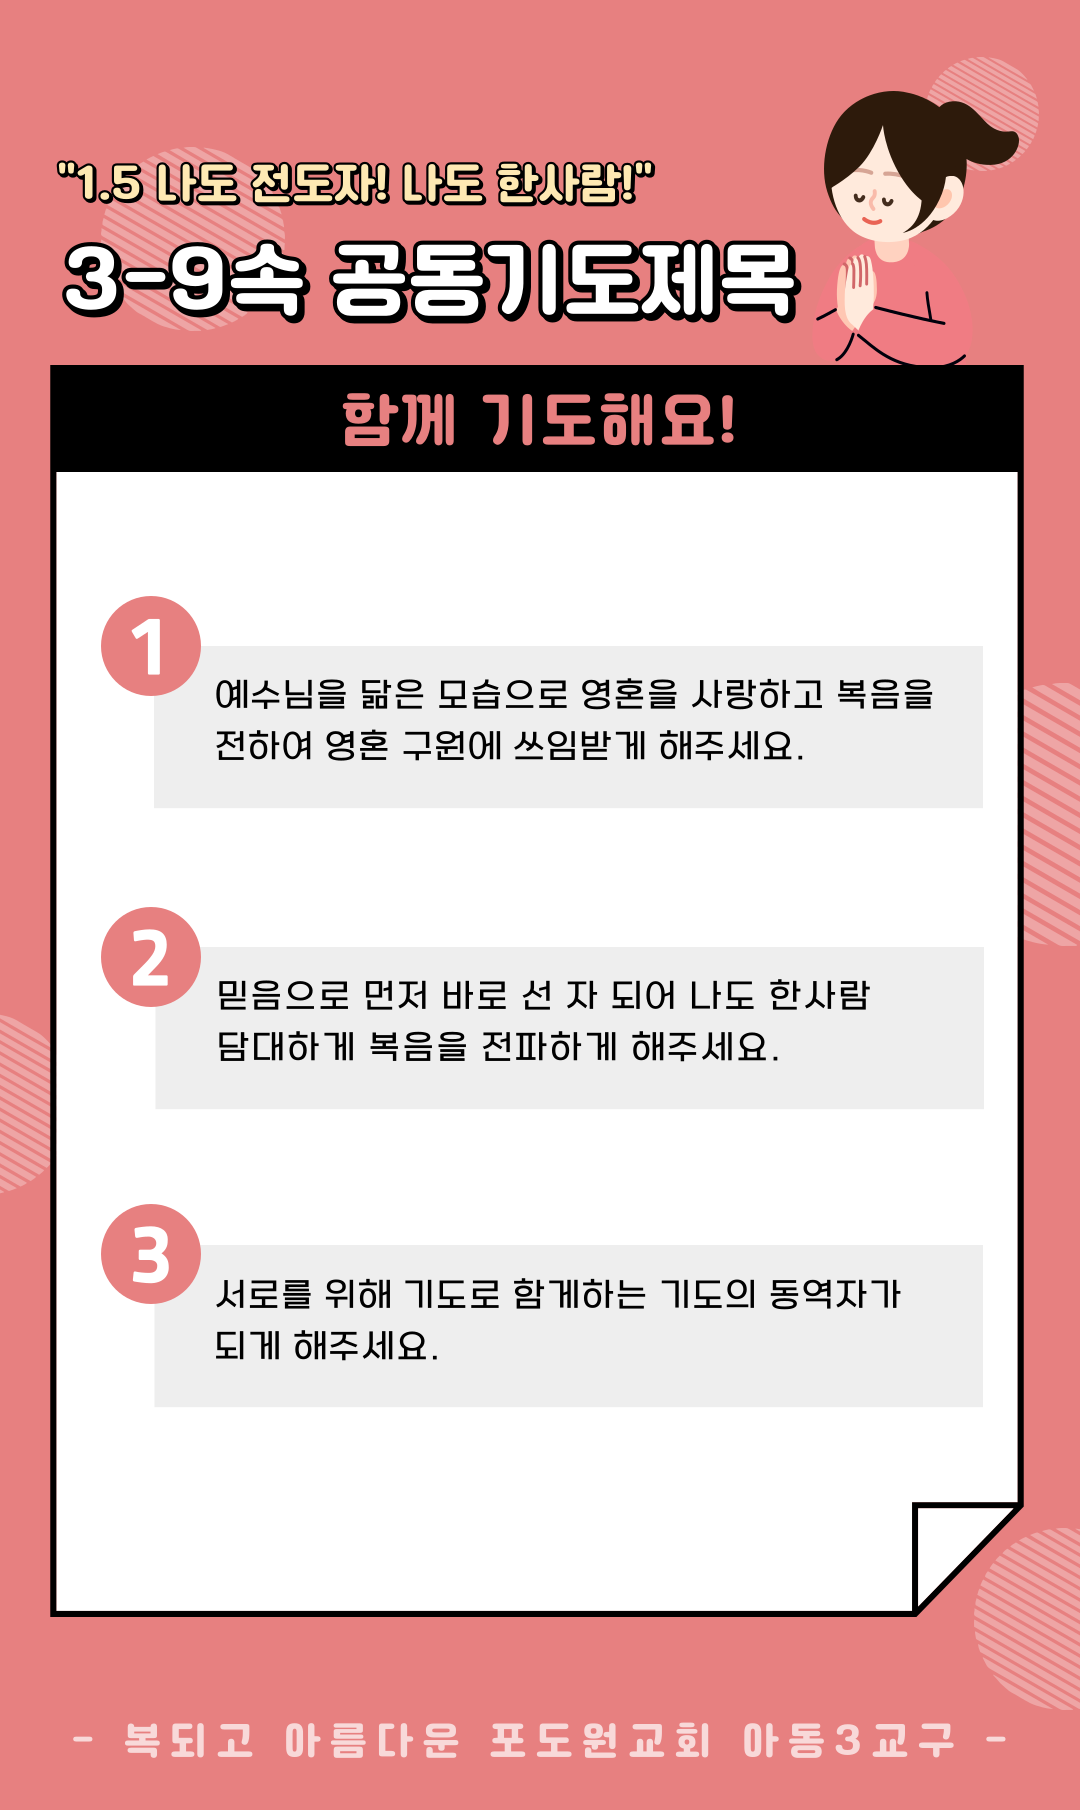 "1.5 나도 전도자! 나도 한사람!"
3-9속 공동기도제목
함께 기도해요!
1
예수님을 닮은 모습으로 영혼을 사랑하고 복음을
전하여 영혼 구원에 쓰임받게 해주세요.
2
믿음으로 먼저 바로 선 자 되어 나도 한사람
담대하게 복음을 전파하게 해주세요.
3
서로를 위해 기도로 함게하는 기도의 동역자가
되게 해주세요.
- 복되고 아름다운 포도원교회 아동3교구 -